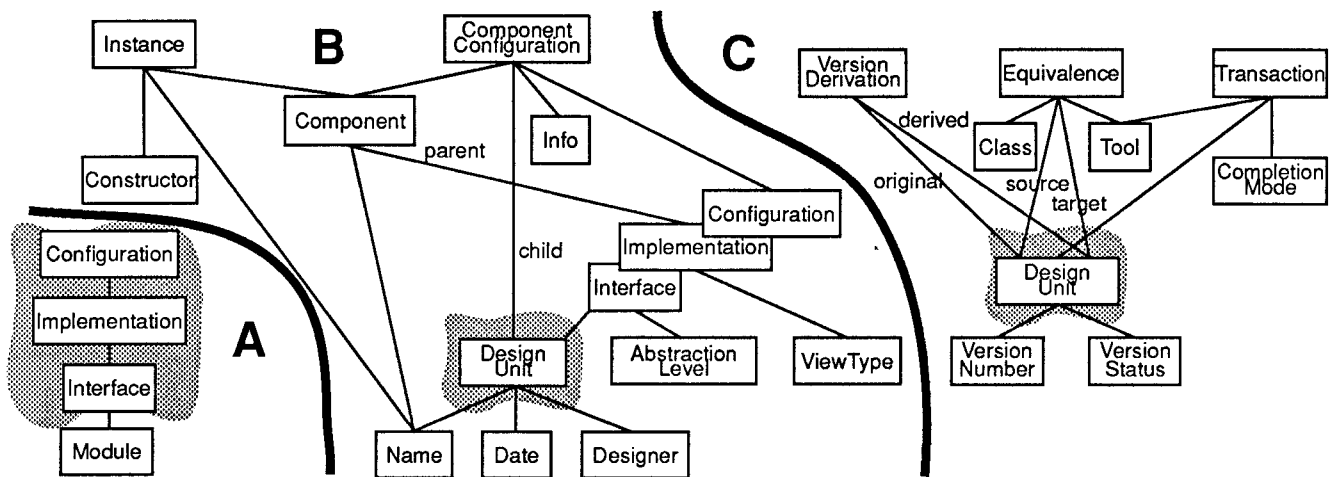 Instance
B
Component
Configuration
C
Version
Derivation
Equivalence
Transaction
Component
Info
derived
Class
Tool
parent
Constructor
original
source
target
Completion
Mode
Configuration
Implementation
child
Interface
Configuration
Implementation
A
Interface
Module
Design
Unit
Abstraction
Level
ViewType
Name
Date
Designer
Design
Unit
Version
Number
Version
Status